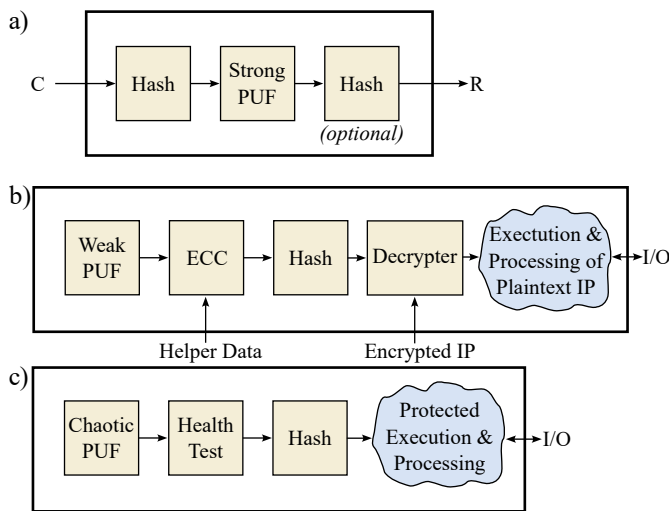 a)
C
Hash
Strong
PUF
Hash
(optional)
R
b)
Weak
PUF
ECC
Hash
Decrypter
Exectution &
Processing of
Plaintext IP
I/O
Helper Data
Encrypted IP
c)
Chaotic
PUF
Health
Test
Hash
Protected
Execution &
Processing
I/O